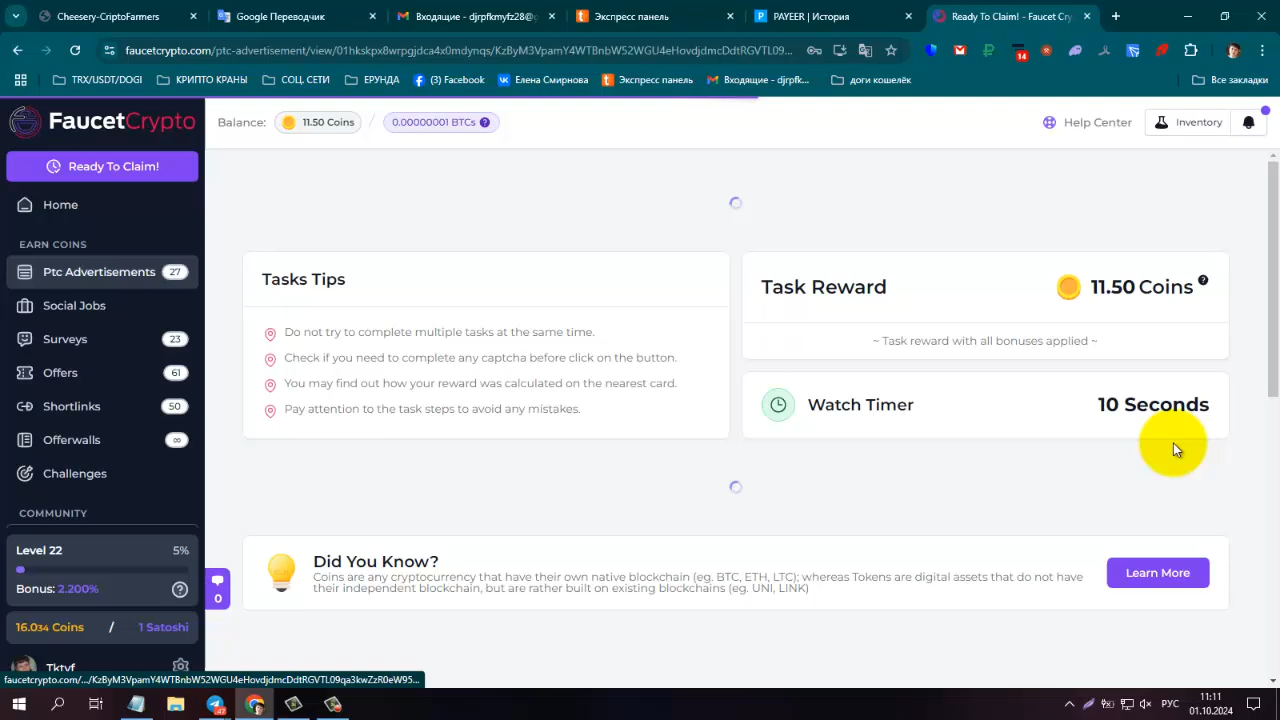 Cheesery-CriptoFarmers
Google Переводчик
Входящие - djrpfkmyfz28@g
Экспресс панель
PAYEER | История
Ready To Claim! - Faucet Cry
faucetcrypto.com/ptc-advertisement/view/01hkskpx8wrpgjdca4x0mdynqs/KzByM3VpamY4WTBnbW52WGU4eHovdjdmcDdtRGVTL09...
14
TRX/USDT/DOGI
КРИПТО КРАНЫ
СОЦ. СЕТИ
ЕРУНДА
(3) Facebook
Елена Смирнова
Экспресс панель
Входящие - djrpfk...
доги кошелёк
Все закладки
FaucetCrypto
Balance:
11.50 Coins
/
0.00000001 BTCs
Help Center
Inventory
Ready To Claim!
Home
EARN COINS
Ptc Advertisements 27
Social Jobs
Surveys 23
Offers 61
Shortlinks 50
Offerwalls ∞
Challenges
COMMUNITY
Level 22 5%
Bonus: 2.200%
16.034 Coins / 1 Satoshi
Tktyf
Tasks Tips
Do not try to complete multiple tasks at the same time.
Check if you need to complete any captcha before click on the button.
You may find out how your reward was calculated on the nearest card.
Pay attention to the task steps to avoid any mistakes.
Task Reward
11.50 Coins
~ Task reward with all bonuses applied ~
Watch Timer
10 Seconds
0
Did You Know?
Coins are any cryptocurrency that have their own native blockchain (eg. BTC, ETH, LTC); whereas Tokens are digital assets that do not have
their independent blockchain, but are rather built on existing blockchains (eg. UNI, LINK)
Learn More
faucetcrypto.com/.../KzByM3VpamY4WTBnbW52WGU4eHovdjdmcDdtRGVTL09qa3kwZzR0eW95...
РУС
11:11
01.10.2024